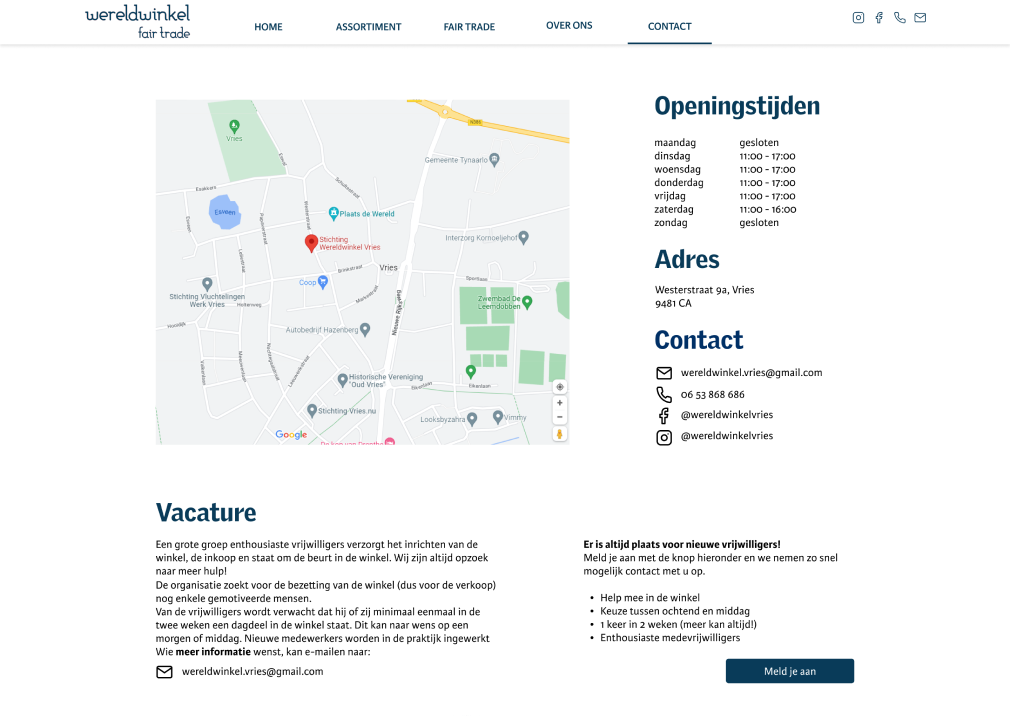 wereldwinkel
fair trade
HOME
ASSORTIMENT
FAIR TRADE
OVER ONS
CONTACT
N386
Vries
Gemeente Tynaarlo
Eswal
Schultestraat
Esakkers
Esveen
Esveen
Westerstraat
Plaats de Wereld
Stichting
Wereldwinkel Vries
Interzorg Kornoeljehof
Brinkstraat
Vries
Coop
Stichting Vluchtelingen
Werk Vries
Zwembad De
Leemdobben
Autobedrijf Hazenberg
Nieuwe Rijksweg
Historische Vereniging
"Oud Vries"
Eikenlaan
Stichting Vries.nu
Looksbyzahra
Vimmy
Google
Openingstijden
maandag gesloten
dinsdag 11:00 - 17:00
woensdag 11:00 - 17:00
donderdag 11:00 - 17:00
vrijdag 11:00 - 17:00
zaterdag 11:00 - 16:00
zondag gesloten
Adres
Westerstraat 9a, Vries
9481 CA
Contact
wereldwinkel.vries@gmail.com
06 53 868 686
@wereldwinkelvries
@wereldwinkelvries
Vacature
Een grote groep enthousiaste vrijwilligers verzorgt het inrichten van de
winkel, de inkoop en staat om de beurt in de winkel. Wij zijn altijd opzoek
naar meer hulp!
De organisatie zoekt voor de bezetting van de winkel (dus voor de verkoop)
nog enkele gemotiveerde mensen.
Van de vrijwilligers wordt verwacht dat hij of zij minimaal eenmaal in de
twee weken een dagdeel in de winkel staat. Dit kan naar wens op een
morgen of middag. Nieuwe medewerkers worden in de praktijk ingewerkt
Wie meer informatie wenst, kan e-mailen naar:
wereldwinkel.vries@gmail.com
Er is altijd plaats voor nieuwe vrijwilligers!
Meld je aan met de knop hieronder en we nemen zo snel
mogelijk contact met u op.
• Help mee in de winkel
• Keuze tussen ochtend en middag
• 1 keer in 2 weken (meer kan altijd!)
• Enthousiaste medevrijwilligers
Meld je aan